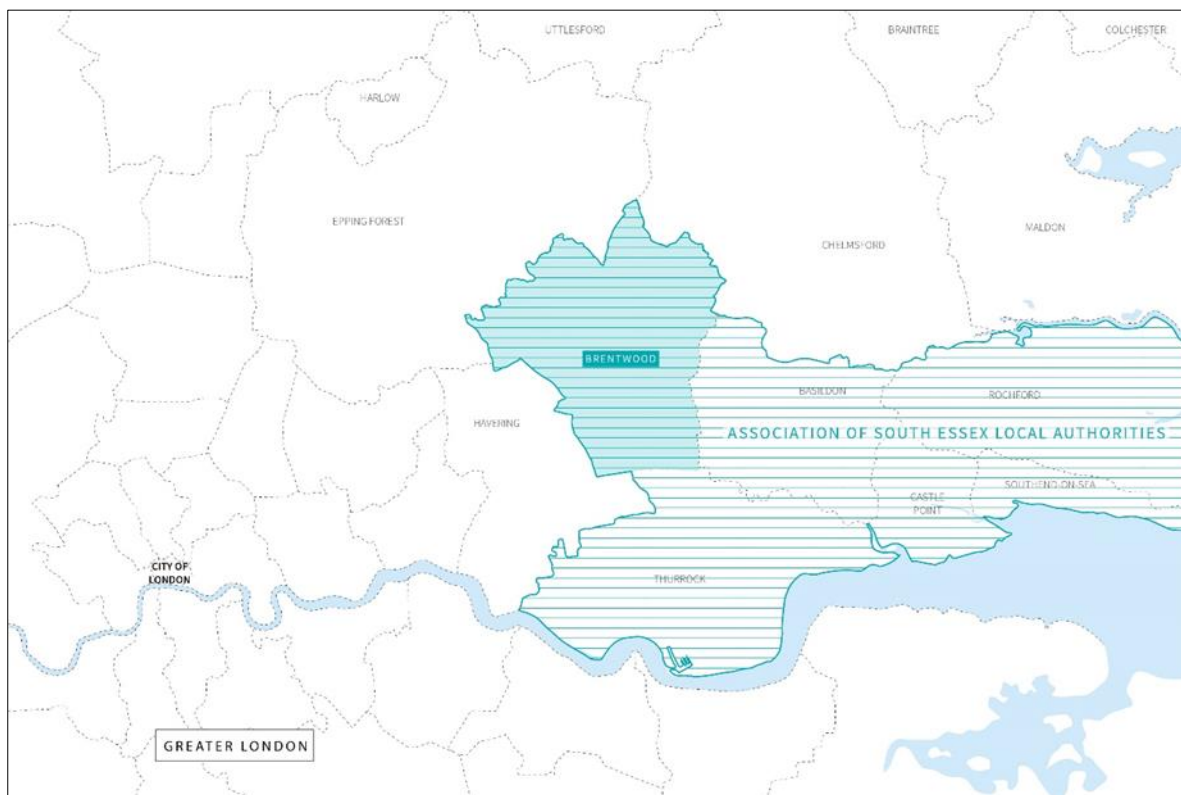 UTTLESFORD
BRAINTREE
COLCHESTER
HARLOW
EPPING FOREST
CHELMSFORD
MALDON
BRENTWOOD
BASILDON
ROCHFORD
HAVERING
ASSOCIATION OF SOUTH ESSEX LOCAL AUTHORITIES
SOUTHEND-ON-SEA
CASTLE
POINT
CITY OF
LONDON
THURROCK
GREATER LONDON